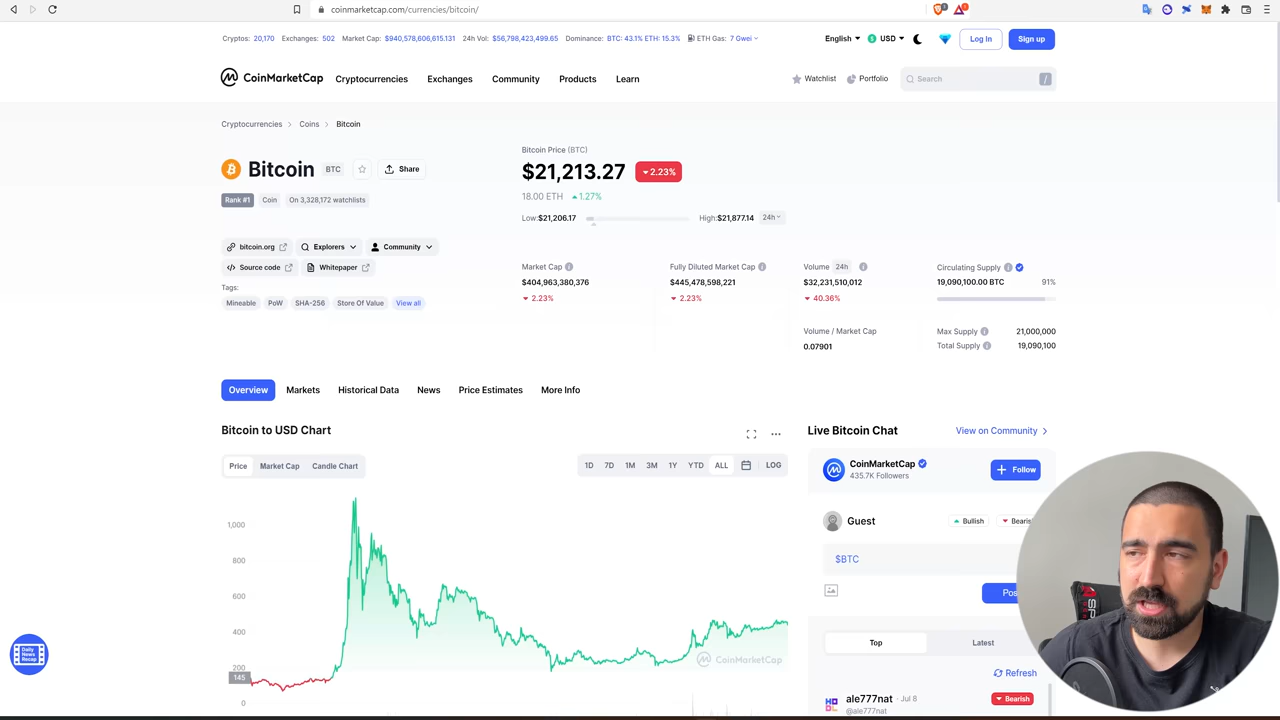 coinmarketcap.com/currencies/bitcoin/
Cryptos: 20,170 Exchanges: 502 Market Cap: $940,578,606,615.131 24h Vol: $56,798,423,499.65 Dominance: BTC: 43.1% ETH: 15.3% ETH Gas: 7 Gwei
English USD Log In Sign up
CoinMarketCap Cryptocurrencies Exchanges Community Products Learn Watchlist Portfolio Search /
Cryptocurrencies > Coins > Bitcoin
Bitcoin Price (BTC)
Bitcoin BTC Share $21,213.27 2.23%
18.00 ETH 1.27%
Rank #1 Coin On 3,328,172 watchlists
Low:$21,206.17 High:$21,877.14 24h
bitcoin.org Explorers Community
Source code Whitepaper
Market Cap Fully Diluted Market Cap Volume 24h Circulating Supply
$404,963,380,376 $445,478,598,221 $32,231,510,012 19,090,100.00 BTC 91%
2.23% 2.23% 40.36%
Tags:
Mineable PoW SHA-256 Store Of Value View all
Volume / Market Cap Max Supply 21,000,000
0.07901 Total Supply 19,090,100
Overview Markets Historical Data News Price Estimates More Info
Bitcoin to USD Chart
Price Market Cap Candle Chart 1D 7D 1M 3M 1Y YTD ALL LOG
1,000
800
600
400
200
145
0
CoinMarketCap
Live Bitcoin Chat View on Community >
CoinMarketCap
435.7K Followers
Follow
Guest Bullish Bearis
$BTC
Pos
Top Latest
Refresh
ale777nat · Jul 8 Bearish
@ale777nat
Daily
News
Recap